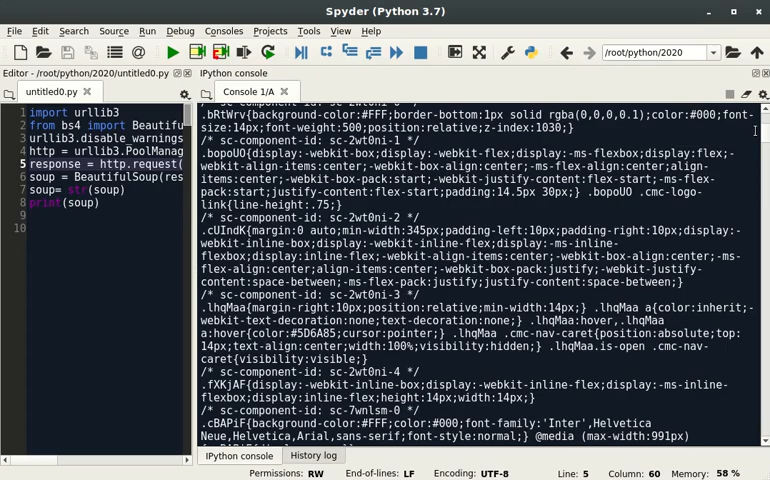 Spyder (Python 3.7)
File Edit Search Source Run Debug Consoles Projects Tools View Help
/root/python/2020
Editor - /root/python/2020/untitled0.py
untitled0.py
1 import urllib3
2 from bs4 import Beautifu
3 urllib3.disable_warnings
4 http = urllib3.PoolManag
5 response = http.request(
6 soup = BeautifulSoup(res
7 soup= str(soup)
8 print(soup)
9
10
IPython console
Console 1/A
/* sc-component-id: sc-2wt0ni-0 */
.bRtWrv{background-color:#FFF;border-bottom:1px solid rgba(0,0,0,0.1);color:#000;font-
size:14px;font-weight:500;position:relative;z-index:1030;}
/* sc-component-id: sc-2wt0ni-1 */
.bopoUO{display:-webkit-box;display:-webkit-flex;display:-ms-flexbox;display:flex;-
webkit-align-items:center;-webkit-box-align:center;-ms-flex-align:center;align-
items:center;-webkit-box-pack:start;-webkit-justify-content:flex-start;-ms-flex-
pack:start;justify-content:flex-start;padding:14.5px 30px;} .bopoUO .cmc-logo-
link{line-height:.75;}
/* sc-component-id: sc-2wt0ni-2 */
.cUIndK{margin:0 auto;min-width:345px;padding-left:10px;padding-right:10px;display:-
webkit-inline-box;display:-webkit-inline-flex;display:-ms-inline-
flexbox;display:inline-flex;-webkit-align-items:center;-webkit-box-align:center;-ms-
flex-align:center;align-items:center;-webkit-box-pack:justify;-webkit-justify-
content:space-between;-ms-flex-pack:justify;justify-content:space-between;}
/* sc-component-id: sc-2wt0ni-3 */
.lhqMaa{margin-right:10px;position:relative;min-width:14px;} .lhqMaa a{color:inherit;-
webkit-text-decoration:none;text-decoration:none;} .lhqMaa:hover,.lhqMaa
a:hover{color:#5D6A85;cursor:pointer;} .lhqMaa .cmc-nav-caret{position:absolute;top:
14px;text-align:center;width:100%;visibility:hidden;} .lhqMaa.is-open .cmc-nav-
caret{visibility:visible;}
/* sc-component-id: sc-2wt0ni-4 */
.fXKjAF{display:-webkit-inline-box;display:-webkit-inline-flex;display:-ms-inline-
flexbox;display:inline-flex;height:14px;width:14px;}
/* sc-component-id: sc-7wnlsm-0 */
.cBAPiF{background-color:#FFF;color:#000;font-family:'Inter',Helvetica
Neue,Helvetica,Arial,sans-serif;font-style:normal;} @media (max-width:991px)
IPython console History log
Permissions: RW End-of-lines: LF Encoding: UTF-8 Line: 5 Column: 60 Memory: 58 %